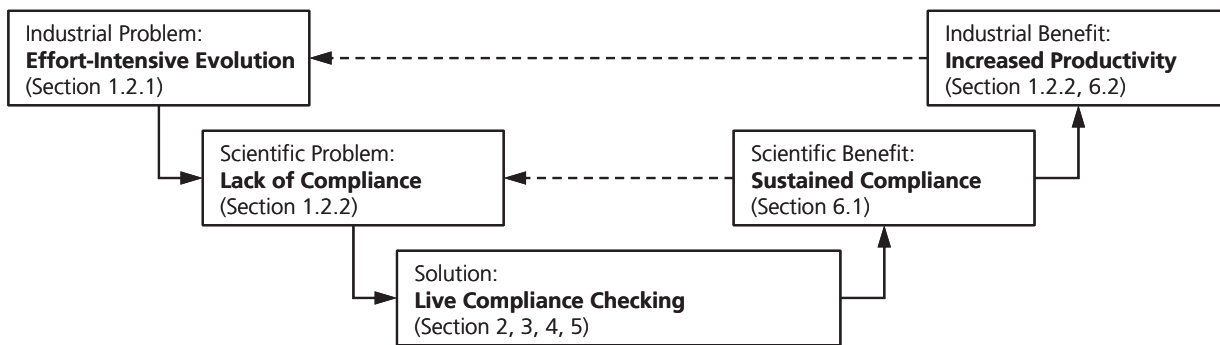 Industrial Problem:
Effort-Intensive Evolution
(Section 1.2.1)
Industrial Benefit:
Increased Productivity
(Section 1.2.2, 6.2)
Scientific Problem:
Lack of Compliance
(Section 1.2.2)
Scientific Benefit:
Sustained Compliance
(Section 6.1)
Solution:
Live Compliance Checking
(Section 2, 3, 4, 5)